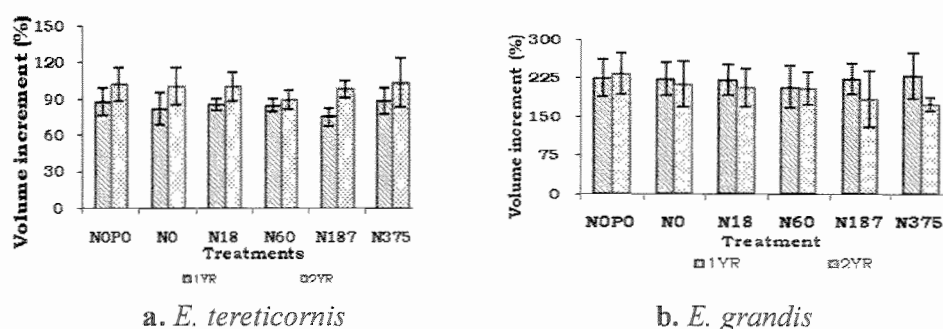 Volume increment (%)
150
120
90
60
30
0
N0P0 N0 N18 N60 N187 N375
Treatments
1YR 2YR
a. E. tereticornis
Volume increment (%)
300
225
150
75
0
N0P0 N0 N18 N60 N187 N375
Treatment
1YR 2YR
b. E. grandis